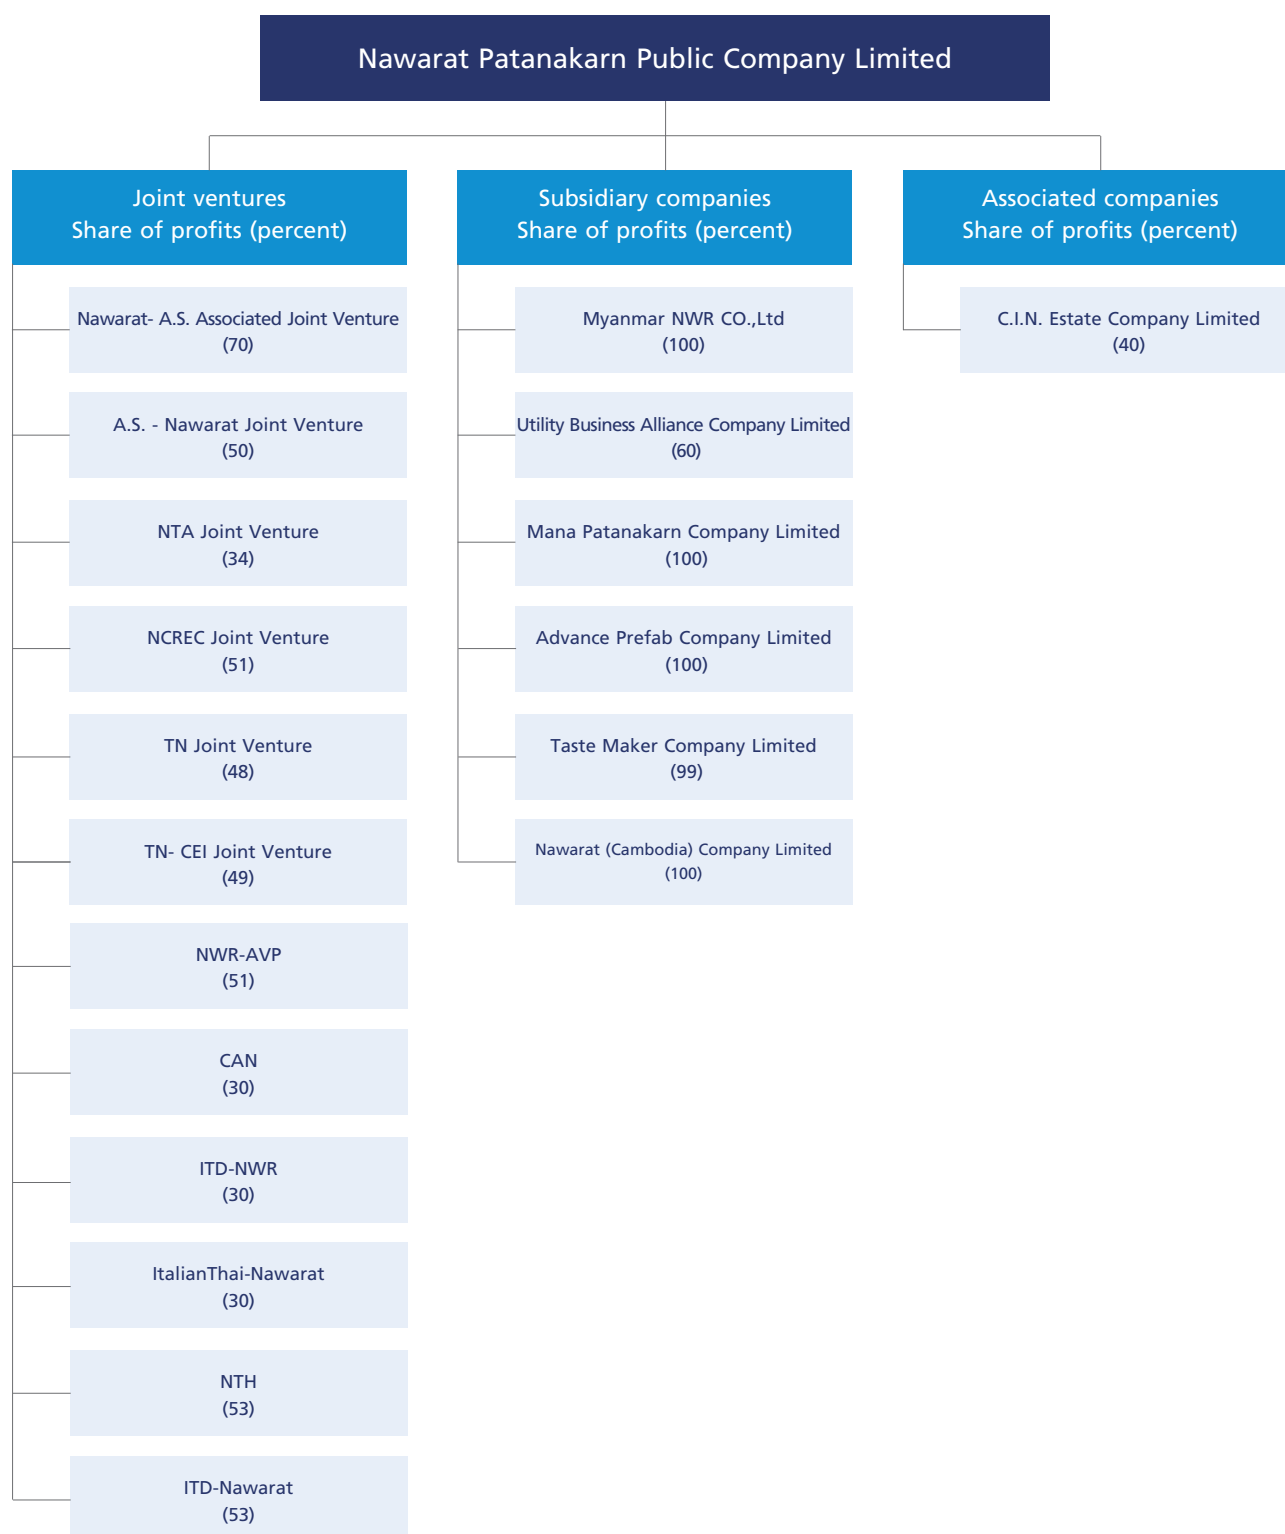 Nawarat Patanakarn Public Company Limited
Joint ventures
Share of profits (percent)
Nawarat- A.S. Associated Joint Venture
(70)
A.S. - Nawarat Joint Venture
(50)
NTA Joint Venture
(34)
NCREC Joint Venture
(51)
TN Joint Venture
(48)
TN- CEI Joint Venture
(49)
NWR-AVP
(51)
CAN
(30)
ITD-NWR
(30)
ItalianThai-Nawarat
(30)
NTH
(53)
ITD-Nawarat
(53)
Subsidiary companies
Share of profits (percent)
Myanmar NWR CO.,Ltd
(100)
Utility Business Alliance Company Limited
(60)
Mana Patanakarn Company Limited
(100)
Advance Prefab Company Limited
(100)
Taste Maker Company Limited
(99)
Nawarat (Cambodia) Company Limited
(100)
Associated companies
Share of profits (percent)
C.I.N. Estate Company Limited
(40)